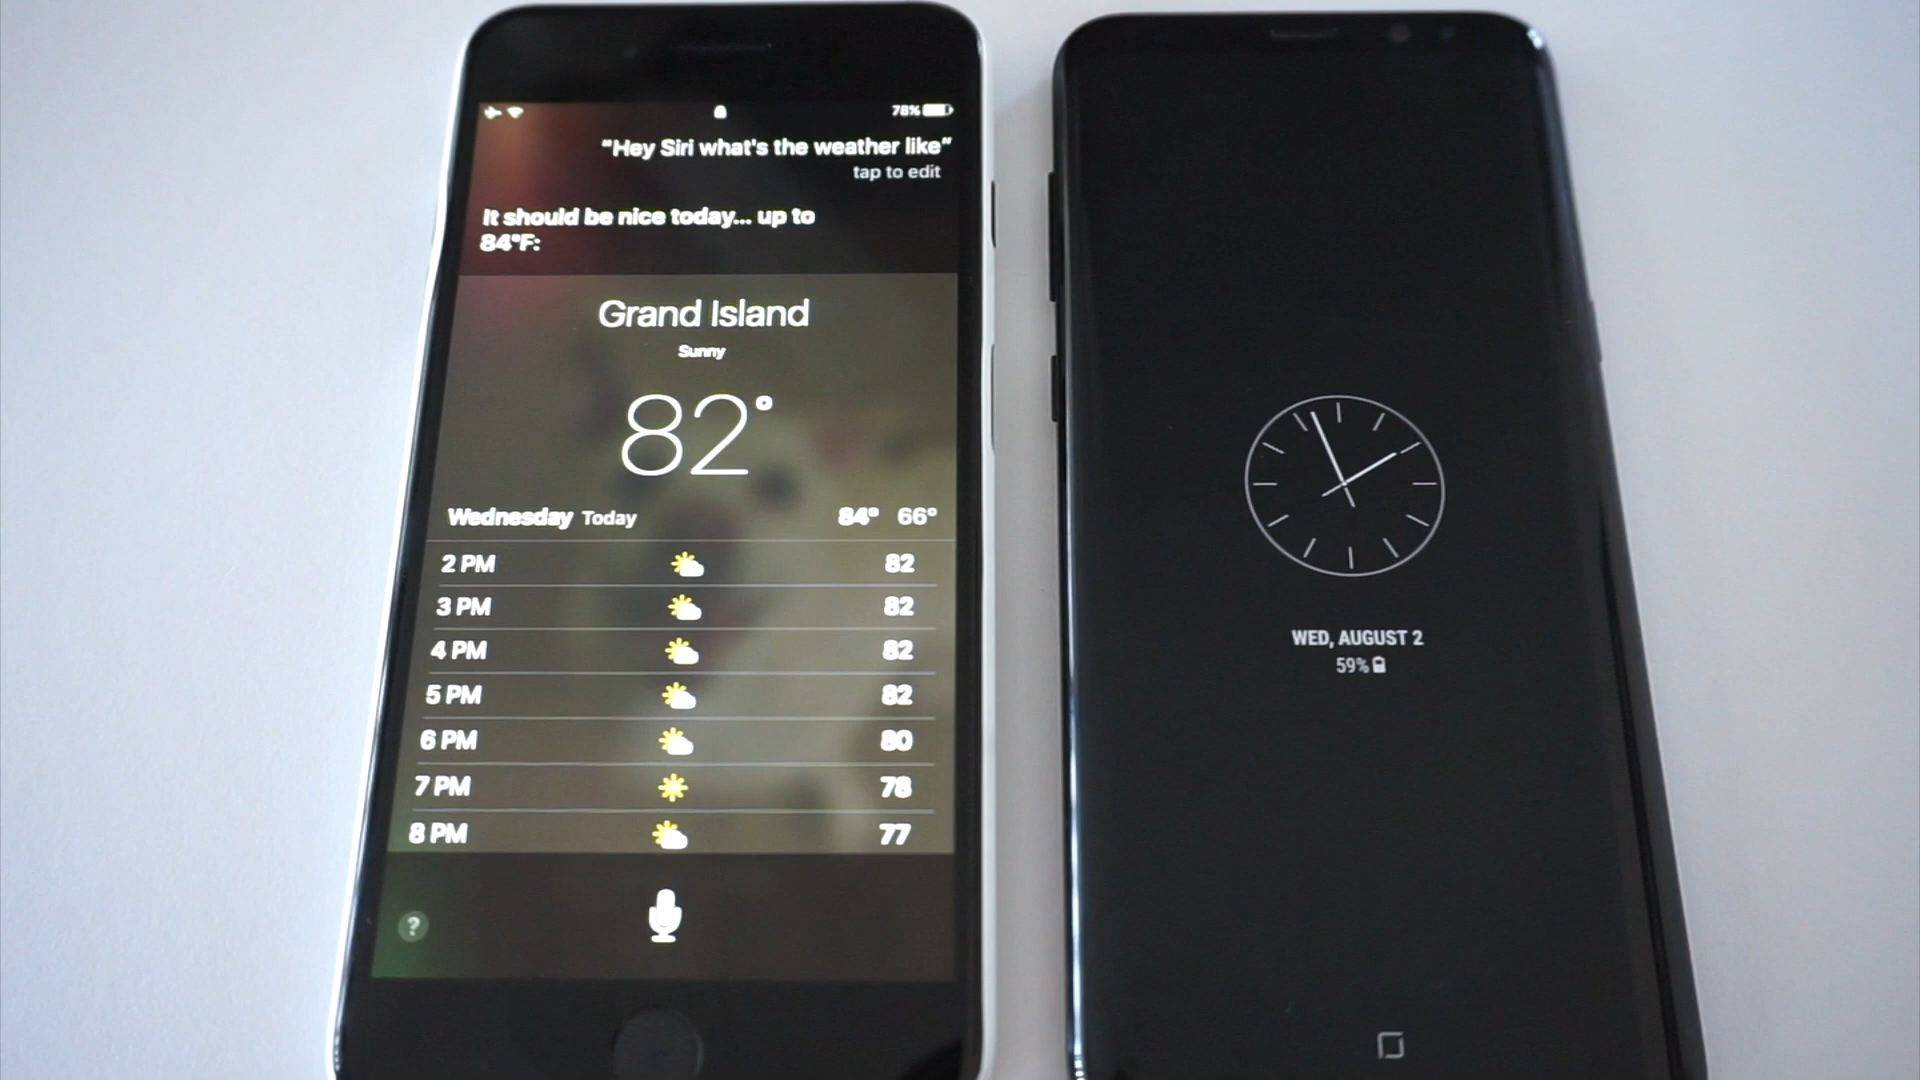 78%
“Hey Siri what's the weather like”
tap to edit
It should be nice today... up to
84°F:
Grand Island
Sunny
82°
Wednesday Today 84° 66°
2 PM 82
3 PM 82
4 PM 82
5 PM 82
6 PM 80
7 PM 78
8 PM 77
?
WED, AUGUST 2
59%